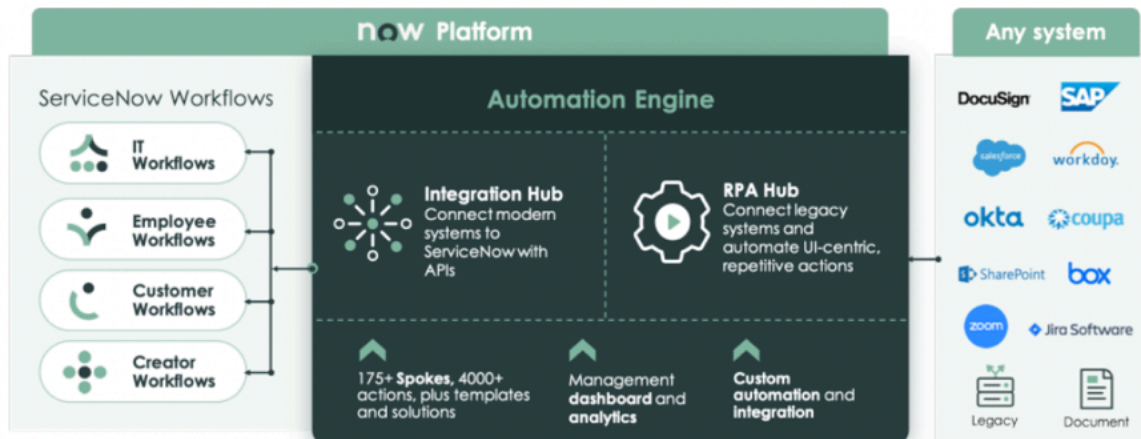 now Platform
Any system
ServiceNow Workflows
IT
Workflows
Employee
Workflows
Customer
Workflows
Creator
Workflows
Automation Engine
Integration Hub
Connect modern
systems to
ServiceNow with
APIs
RPA Hub
Connect legacy
systems and
automate UI-centric,
repetitive actions
175+ Spokes, 4000+
actions, plus templates
and solutions
Management
dashboard and
analytics
Custom
automation and
integration
DocuSign
SAP
salesforce
workday.
okta
coupa
SharePoint
box
zoom
Jira Software
Legacy
Document